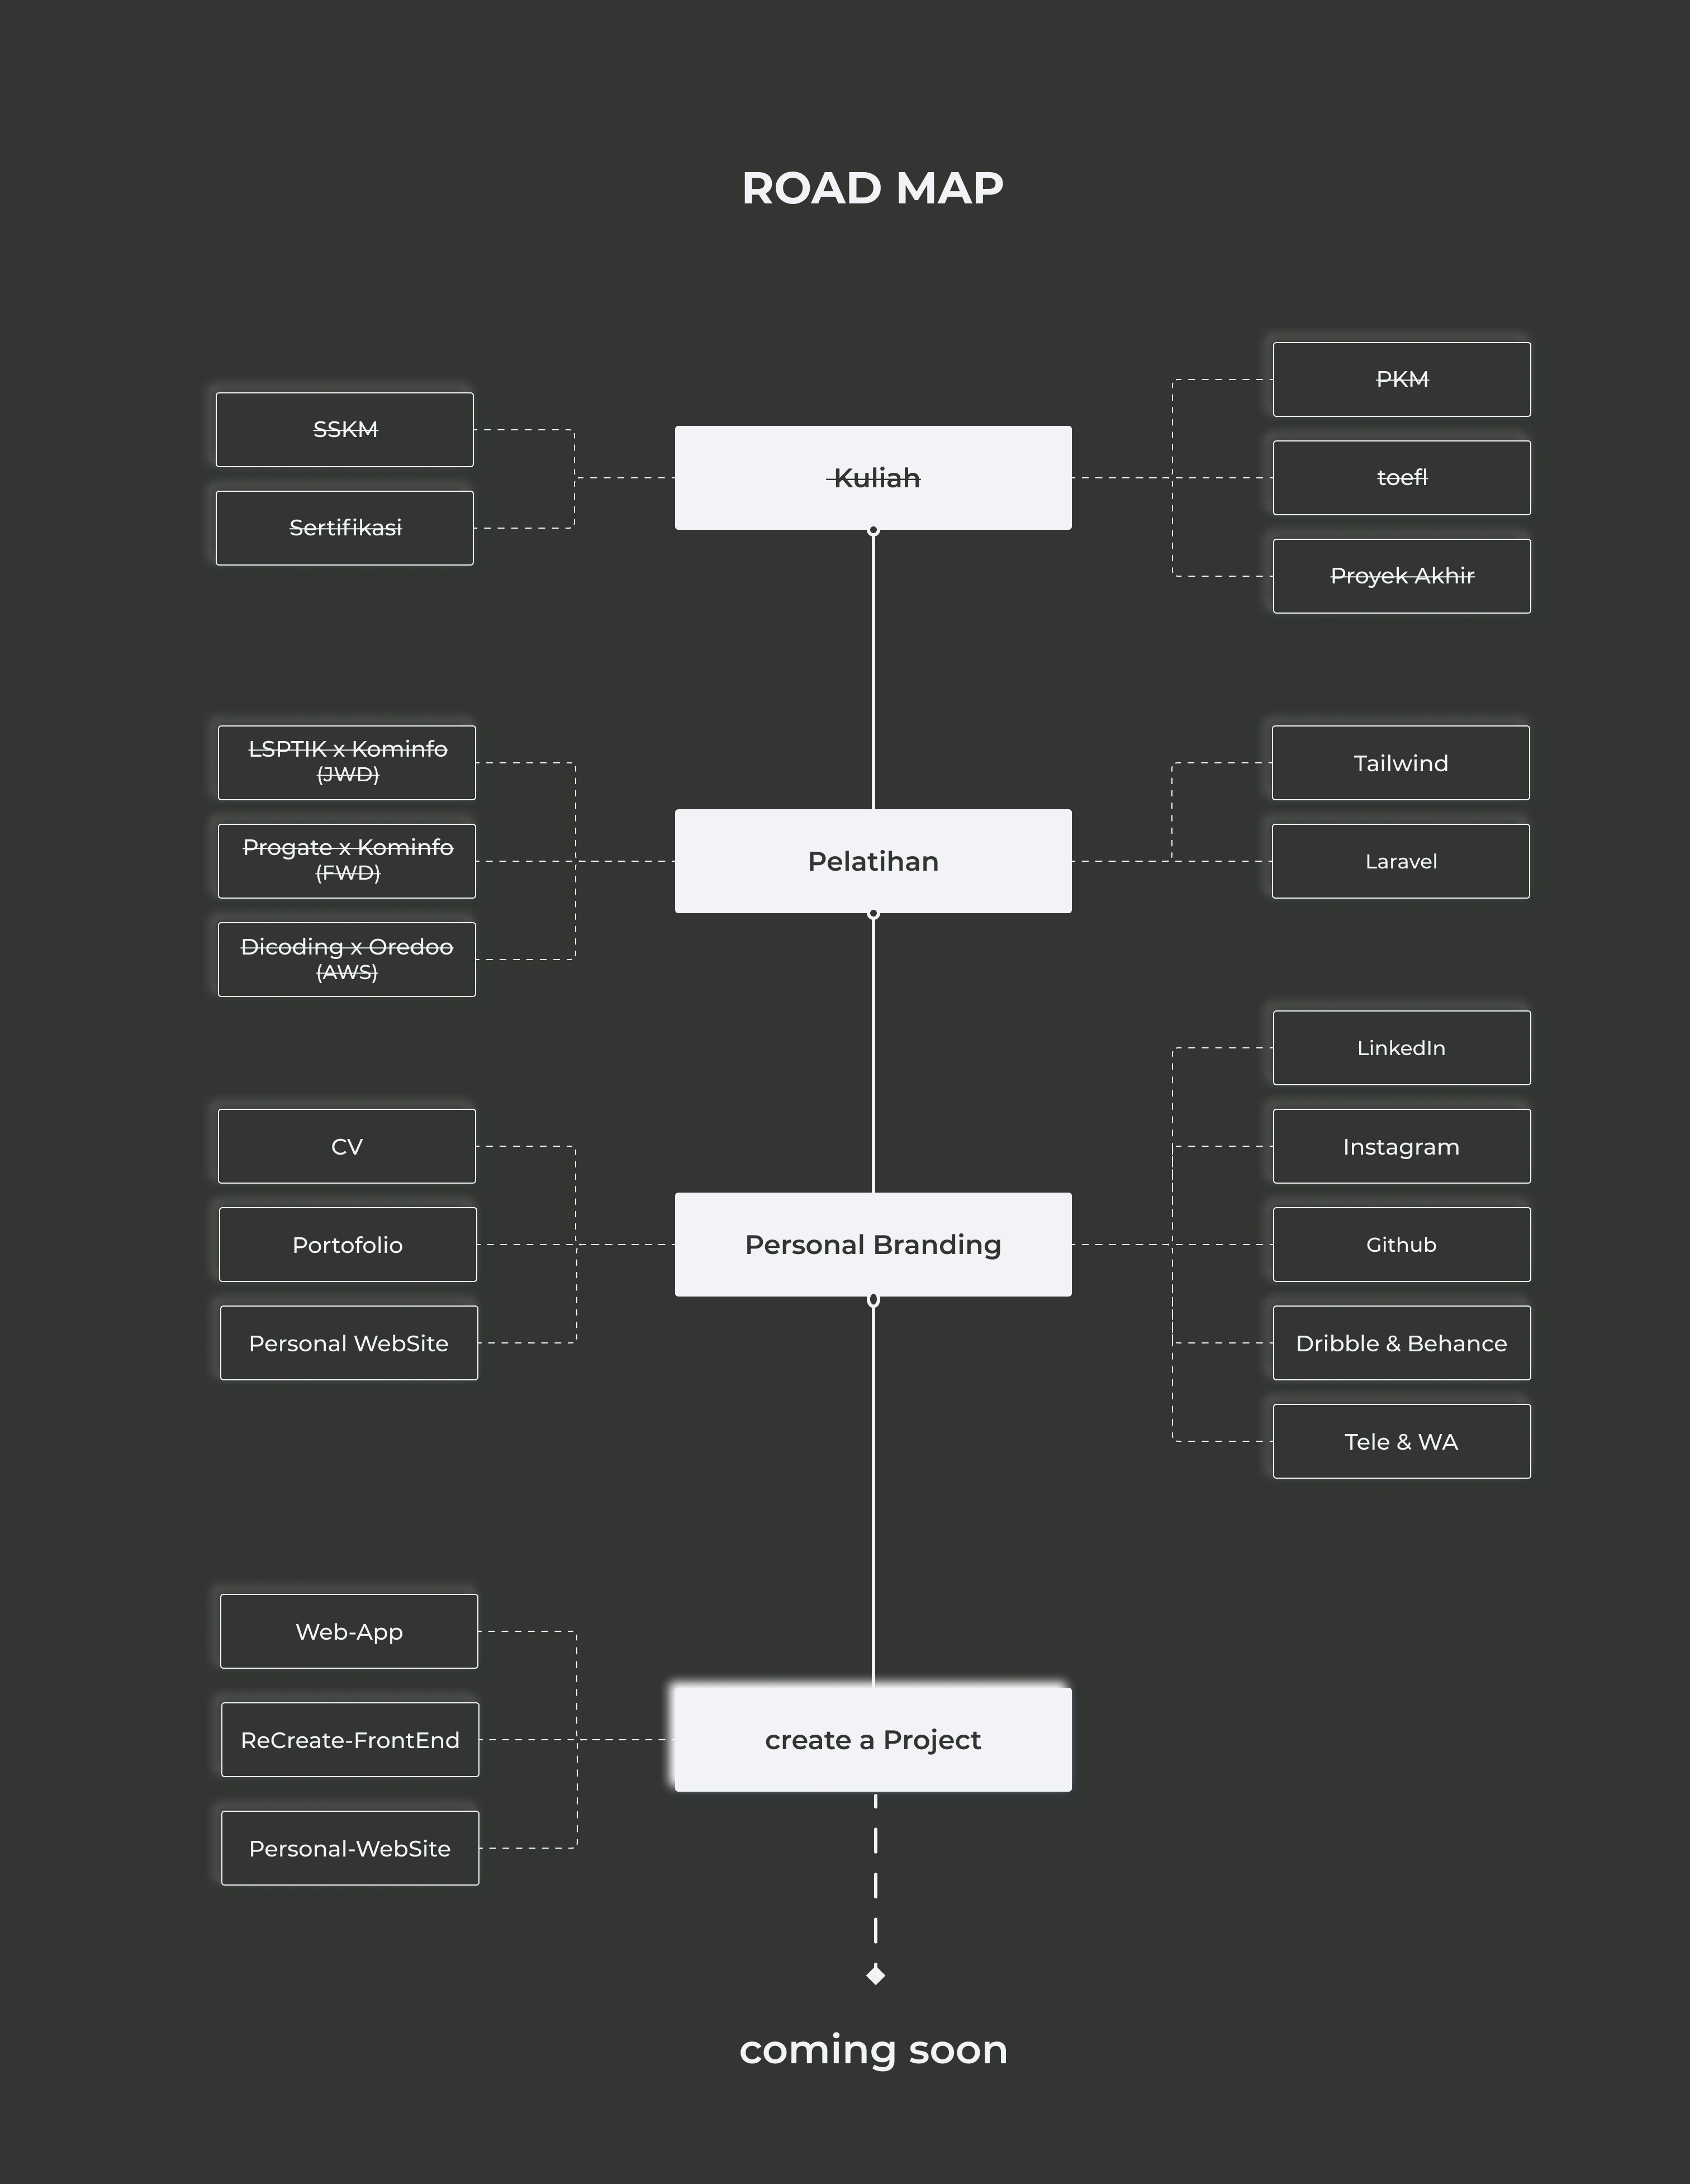 ROAD MAP
SSKM
Sertifikasi
Kuliah
PKM
toefl
Proyek Akhir
LSPTIK x Kominfo
(JWD)
Progate x Kominfo
(FWD)
Dicoding x Oredoo
(AWS)
Pelatihan
Tailwind
Laravel
CV
Portofolio
Personal WebSite
Personal Branding
LinkedIn
Instagram
Github
Dribble & Behance
Tele & WA
Web-App
ReCreate-FrontEnd
Personal-WebSite
create a Project
coming soon